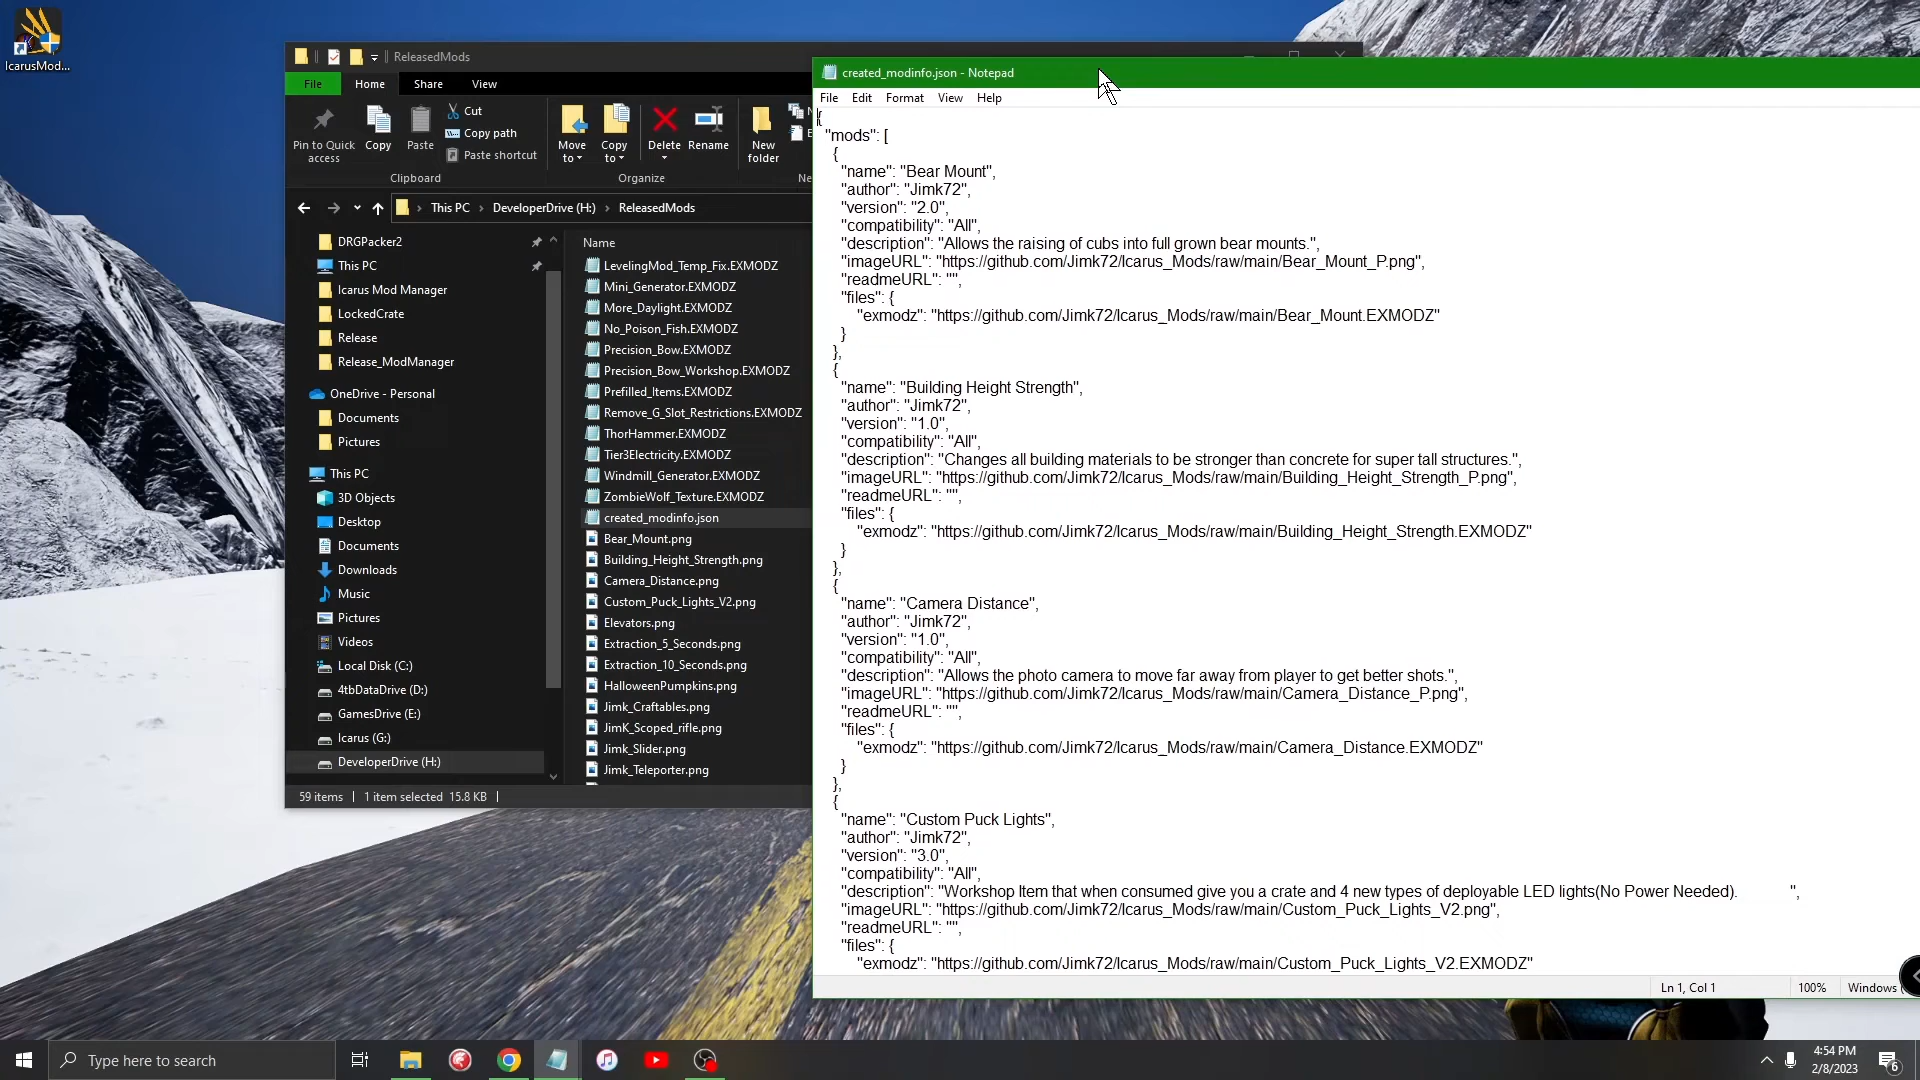 IcarusMod...
ReleasedMods
File
Home
Share
View
Pin to Quick access
Copy
Paste
Cut
Copy path
Paste shortcut
Move to
Copy to
Delete
Rename
New folder
Clipboard
Organize
This PC > DeveloperDrive (H:) > ReleasedMods
DRGPacker2
This PC
Icarus Mod Manager
LockedCrate
Release
Release_ModManager
OneDrive - Personal
Documents
Pictures
This PC
3D Objects
Desktop
Documents
Downloads
Music
Pictures
Videos
Local Disk (C:)
4tbDataDrive (D:)
GamesDrive (E:)
Icarus (G:)
DeveloperDrive (H:)
Name
LevelingMod_Temp_Fix.EXMODZ
Mini_Generator.EXMODZ
More_Daylight.EXMODZ
No_Poison_Fish.EXMODZ
Precision_Bow.EXMODZ
Precision_Bow_Workshop.EXMODZ
Prefilled_Items.EXMODZ
Remove_G_Slot_Restrictions.EXMODZ
ThorHammer.EXMODZ
Tier3Electricity.EXMODZ
Windmill_Generator.EXMODZ
ZombieWolf_Texture.EXMODZ
created_modinfo.json
Bear_Mount.png
Building_Height_Strength.png
Camera_Distance.png
Custom_Puck_Lights_V2.png
Elevators.png
Extraction_5_Seconds.png
Extraction_10_Seconds.png
HalloweenPumpkins.png
Jimk_Craftables.png
JimK_Scoped_rifle.png
Jimk_Slider.png
Jimk_Teleporter.png
59 items | 1 item selected 15.8 KB |
created_modinfo.json - Notepad
File Edit Format View Help
{
"mods": [
{
"name": "Bear Mount",
"author": "Jimk72",
"version": "2.0",
"compatibility": "All",
"description": "Allows the raising of cubs into full grown bear mounts.",
"imageURL": "https://github.com/Jimk72/Icarus_Mods/raw/main/Bear_Mount_P.png",
"readmeURL": "",
"files": {
"exmodz": "https://github.com/Jimk72/Icarus_Mods/raw/main/Bear_Mount.EXMODZ"
}
},
{
"name": "Building Height Strength",
"author": "Jimk72",
"version": "1.0",
"compatibility": "All",
"description": "Changes all building materials to be stronger than concrete for super tall structures.",
"imageURL": "https://github.com/Jimk72/Icarus_Mods/raw/main/Building_Height_Strength_P.png",
"readmeURL": "",
"files": {
"exmodz": "https://github.com/Jimk72/Icarus_Mods/raw/main/Building_Height_Strength.EXMODZ"
}
},
{
"name": "Camera Distance",
"author": "Jimk72",
"version": "1.0",
"compatibility": "All",
"description": "Allows the photo camera to move far away from player to get better shots.",
"imageURL": "https://github.com/Jimk72/Icarus_Mods/raw/main/Camera_Distance_P.png",
"readmeURL": "",
"files": {
"exmodz": "https://github.com/Jimk72/Icarus_Mods/raw/main/Camera_Distance.EXMODZ"
}
},
{
"name": "Custom Puck Lights",
"author": "Jimk72",
"version": "3.0",
"compatibility": "All",
"description": "Workshop Item that when consumed give you a crate and 4 new types of deployable LED lights(No Power Needed). ",
"imageURL": "https://github.com/Jimk72/Icarus_Mods/raw/main/Custom_Puck_Lights_V2.png",
"readmeURL": "",
"files": {
"exmodz": "https://github.com/Jimk72/Icarus_Mods/raw/main/Custom_Puck_Lights_V2.EXMODZ"
Ln 1, Col 1
100%
Windows (
Type here to search
4:54 PM
2/8/2023
6